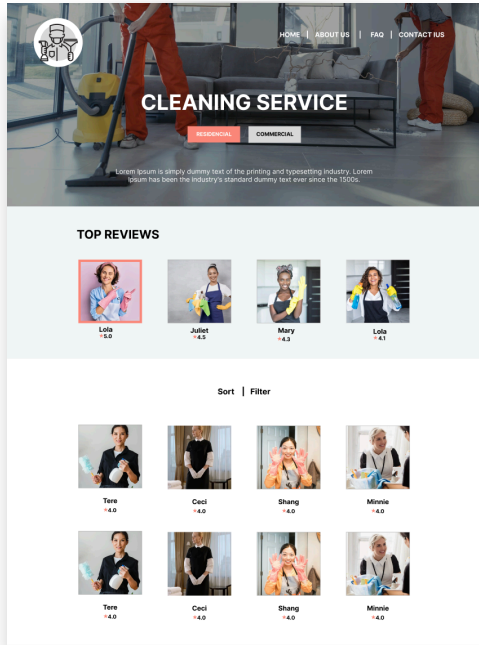 HOME | ABOUT US | FAQ | CONTACT IUS
CLEANING SERVICE
RESIDENCIAL COMMERCIAL
Lorem Ipsum is simply dummy text of the printing and typesetting industry. Lorem
Ipsum has been the industry's standard dummy text ever since the 1500s.
TOP REVIEWS
Lola Juliet Mary Lola
★5.0 ★4.5 ★4.3 ★4.1
Sort | Filter
Tere Ceci Shang Minnie
★4.0 ★4.0 ★4.0 ★4.0
Tere Ceci Shang Minnie
★4.0 ★4.0 ★4.0 ★4.0